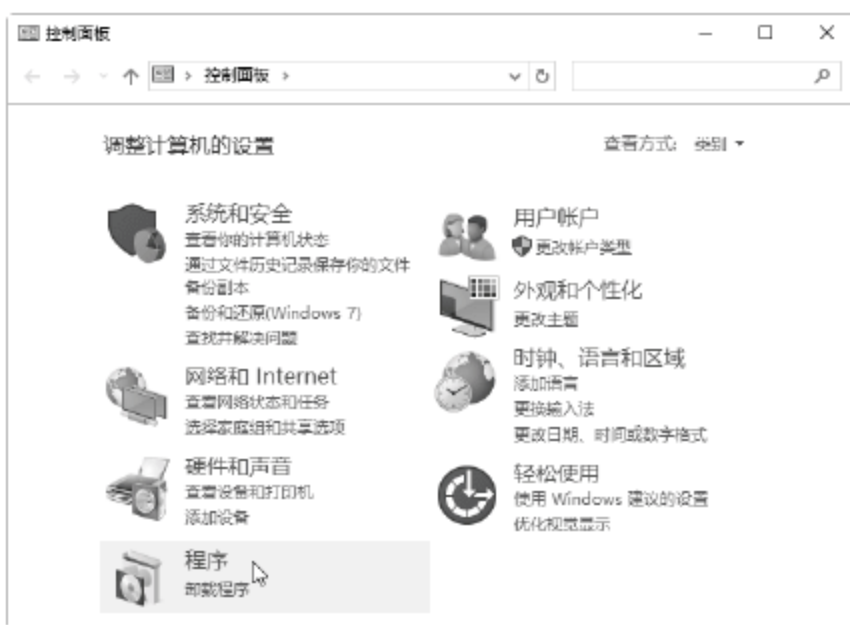 控制面板
控制面板
调整计算机的设置
查看方式: 类别
系统和安全
查看你的计算机状态
通过文件历史记录保存你的文件
备份副本
备份和还原(Windows 7)
查找并解决问题
网络和 Internet
查看网络状态和任务
选择家庭组和共享选项
硬件和声音
查看设备和打印机
添加设备
程序
卸载程序
用户帐户
更改帐户类型
外观和个性化
更改主题
时钟、语言和区域
添加语言
更换输入法
更改日期、时间或数字格式
轻松使用
使用 Windows 建议的设置
优化视觉显示